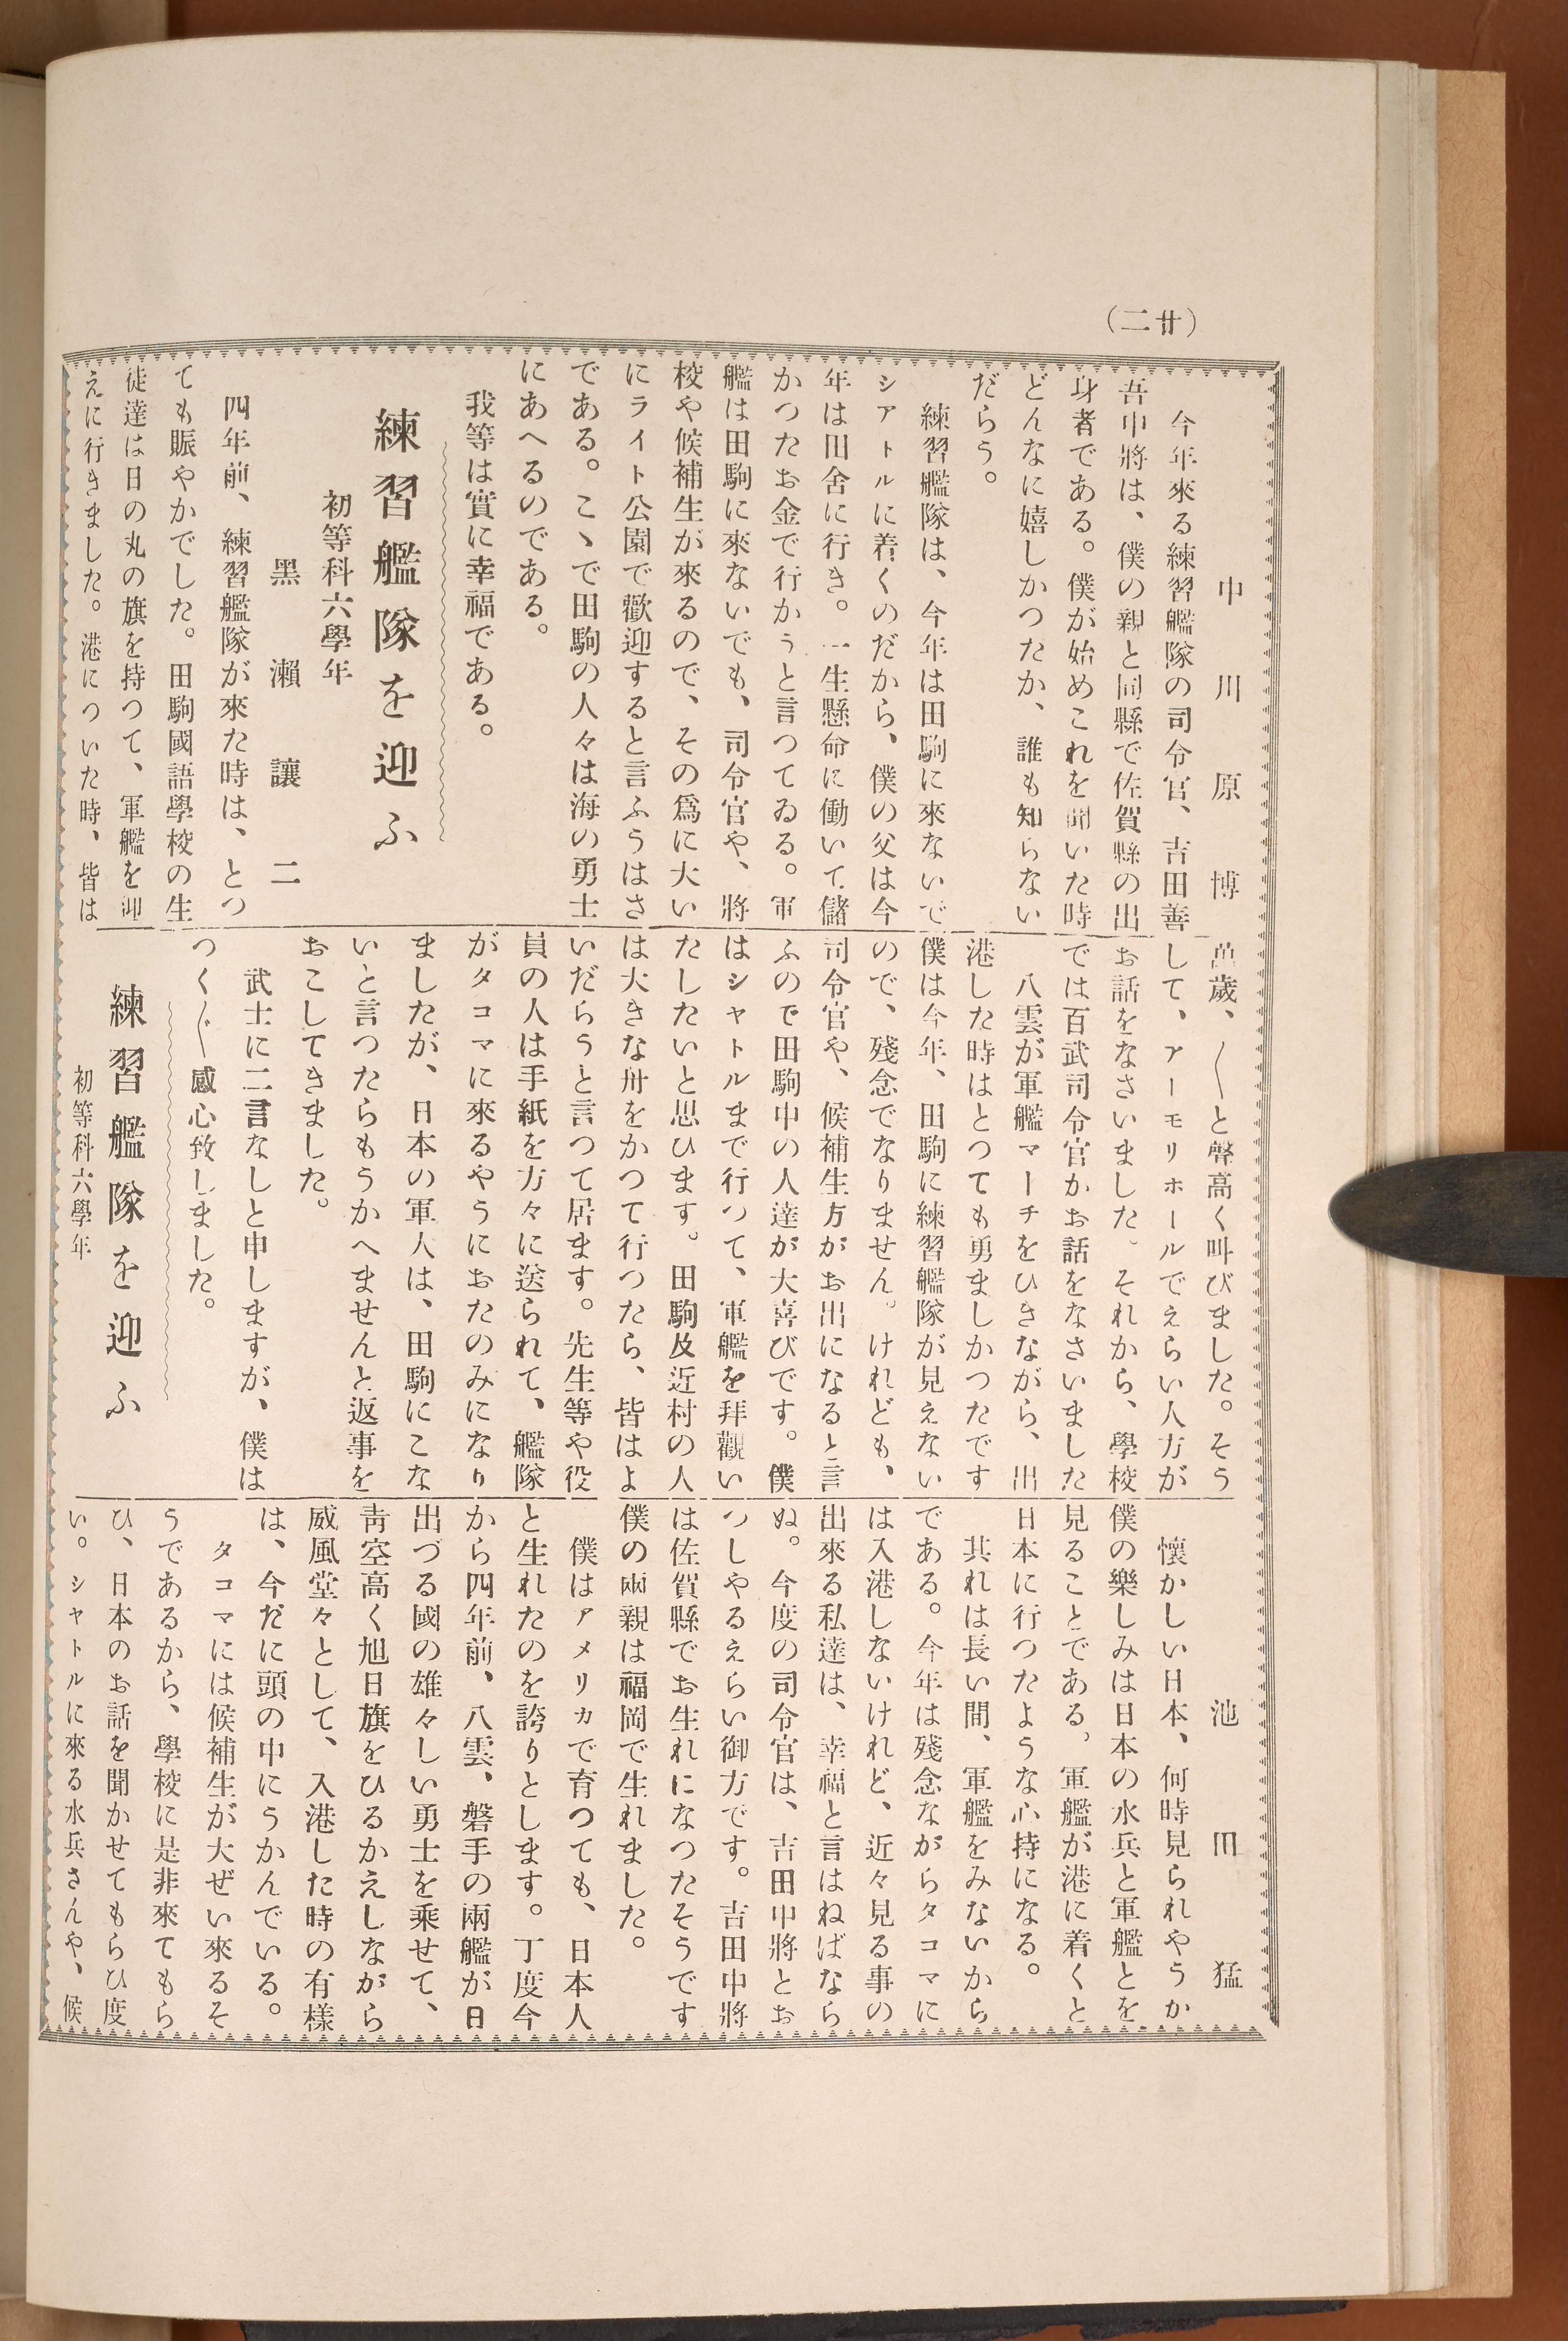 （廿二）
中川原博
今年來る練習艦隊の司令官、吉田善
吾中將は、僕の親と同縣で佐賀縣の出
身者である。僕が始めこれを聞いた時
どんなに嬉しかつたか、誰も知らない
だらう。
練習艦隊は、今年は田駒に來ないで
シアトルに着くのだから、僕の父は今
年は田舍に行き。一生懸命に働いて儲
かつたお金で行かうと言つてゐる。軍
艦は田駒に來ないでも、司令官や、將
校や候補生が來るので、その爲に大い
にライト公園で歡迎すると言ふうはさ
である。こゝで田駒の人々は海の勇士
にあへるのである。
我等は實に幸福である。
練習艦隊を迎ふ
初等科六學年
黑瀨讓二
四年前、練習艦隊が來た時は、とつ
ても賑やかでした。田駒國語學校の生
徒達は日の丸の旗を持つて、軍艦を迎
えに行きました。港についた時、皆は
萬歲、〳〵と聲高く叫びました。そう
して、アーモリホールでえらい人方が
お話をなさいました。それから、學校
では百武司令官かお話をなさいました
八雲が軍艦マーチをひきながら、出
港した時はとつても勇ましかつたです
僕は今年、田駒に練習艦隊が見えない
ので、殘念でなりません。けれども、
司令官や、候補生方がお出になると言
ふので田駒中の人達が大喜びです。僕
はシャトルまで行つて、軍艦を拜觀い
たしたいと思ひます。田駒及近村の人
は大きな舟をかつて行つたら、皆はよ
いだらうと言つて居ます。先生等や役
員の人は手紙を方々に送られて、艦隊
がタコマに來るやうにおたのみになり
ましたが、日本の軍人は、田駒にこな
いと言つたらもうかへませんと返事を
おこしてきました。
武士に二言なしと申しますが、僕は
つく〴〵感心致しました。
練習艦隊を迎ふ
初等科六學年
池田猛
懷かしい日本、何時見られやうか
僕の樂しみは日本の水兵と軍艦とを
見ることである。軍艦が港に着くと
日本に行つたような心持になる。
其れは長い間、軍艦をみないから
である。今年は殘念ながらタコマに
は入港しないけれど、近々見る事の
出來る私達は、幸福と言はねばなら
ぬ。今度の司令官は、吉田中將とお
つしやるえらい御方です。吉田中將
は佐賀縣でお生れになつたそうです
僕の兩親は福岡で生れました。
僕はアメリカで育つても、日本人
と生れたのを誇りとします。丁度今
から四年前、八雲、磐手の兩艦が日
出づる國の雄々しい勇士を乘せて、
靑空高く旭日旗をひるかえしながら
威風堂々として、入港した時の有樣
は、今だに頭の中にうかんでいる。
タコマには候補生が大ぜい來るそ
うであるから、學校に是非來てもら
ひ、日本のお話を聞かせてもらひ度
い。シャトルに來る水兵さんや、候